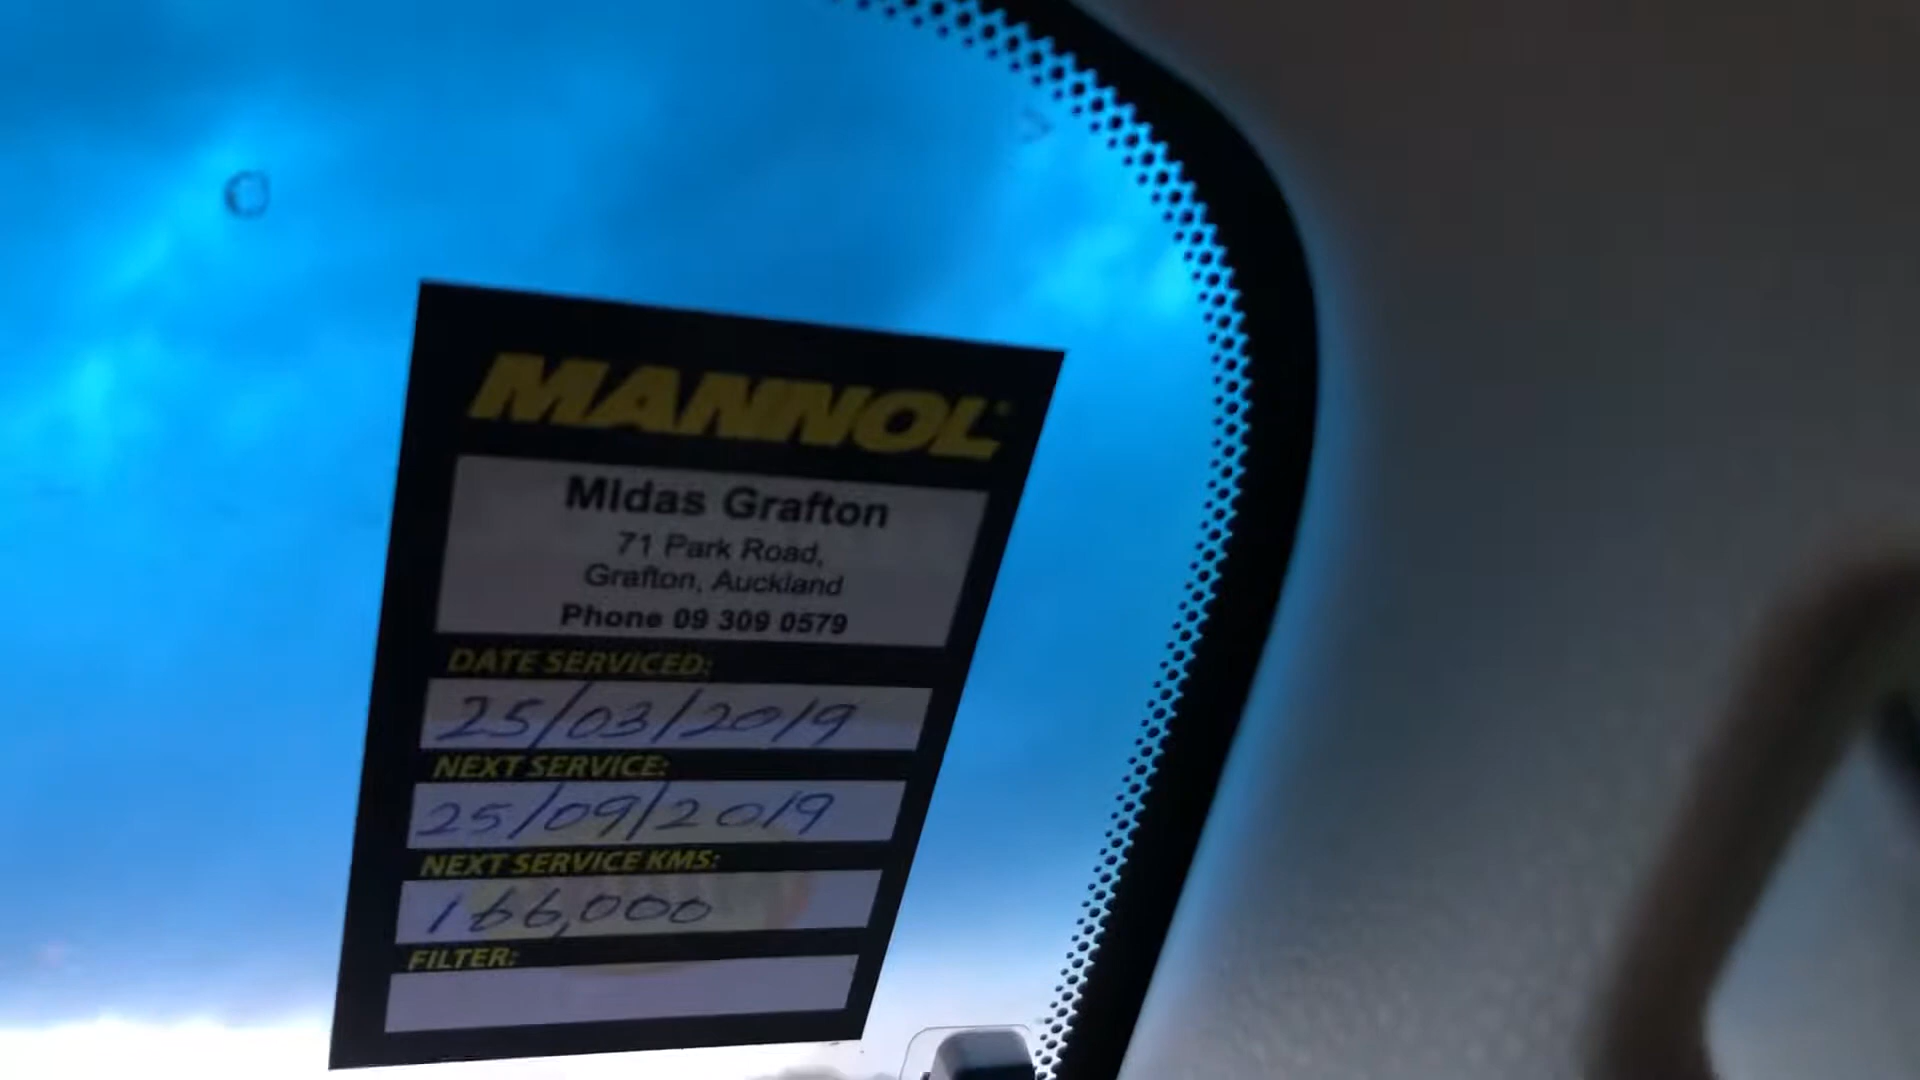 MANNOL
Midas Grafton
71 Park Road,
Grafton, Auckland
Phone 09 309 0579
DATE SERVICED:
25/03/2019
NEXT SERVICE:
25/09/2019
NEXT SERVICE KMS:
166,000
FILTER: